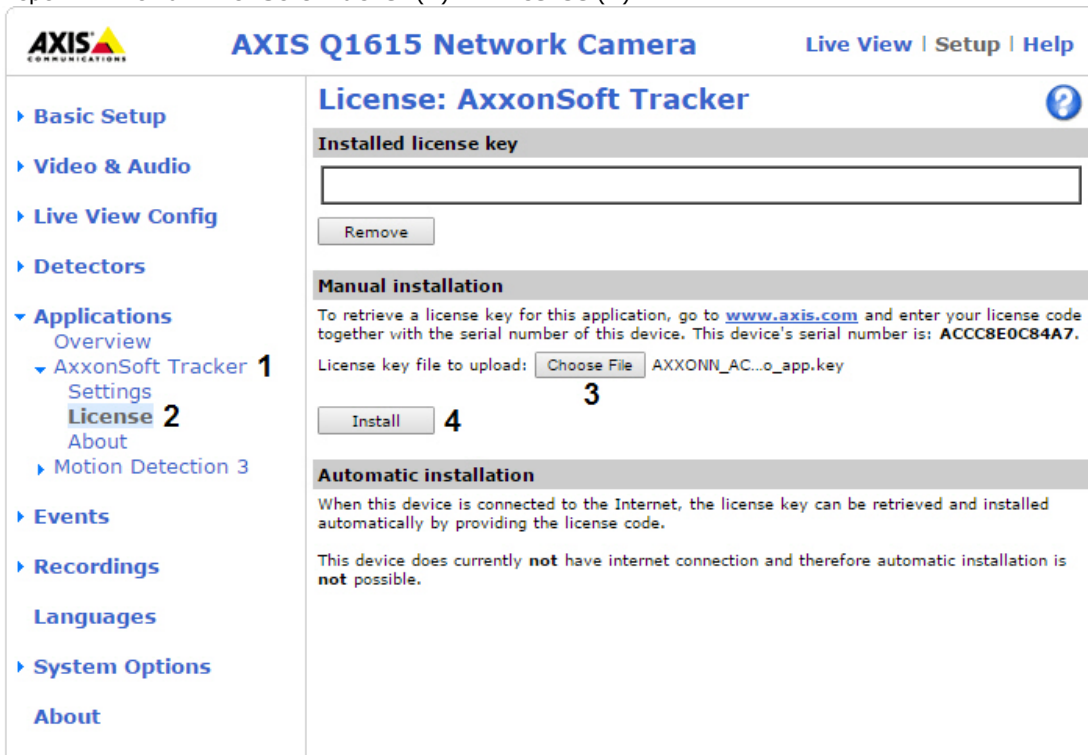 AXIS
COMMUNICATIONS
AXIS Q1615 Network Camera
Live View | Setup | Help
Basic Setup
Video & Audio
Live View Config
Detectors
Applications
Overview
AxxonSoft Tracker 1
Settings
License 2
About
Motion Detection 3
Events
Recordings
Languages
System Options
About
License: AxxonSoft Tracker
?
Installed license key
Remove
Manual installation
To retrieve a license key for this application, go to www.axis.com and enter your license code
together with the serial number of this device. This device's serial number is: ACCC8E0C84A7.
License key file to upload: Choose File AXXONN_AC...o_app.key
3
Install 4
Automatic installation
When this device is connected to the Internet, the license key can be retrieved and installed
automatically by providing the license code.
This device does currently not have internet connection and therefore automatic installation is
not possible.